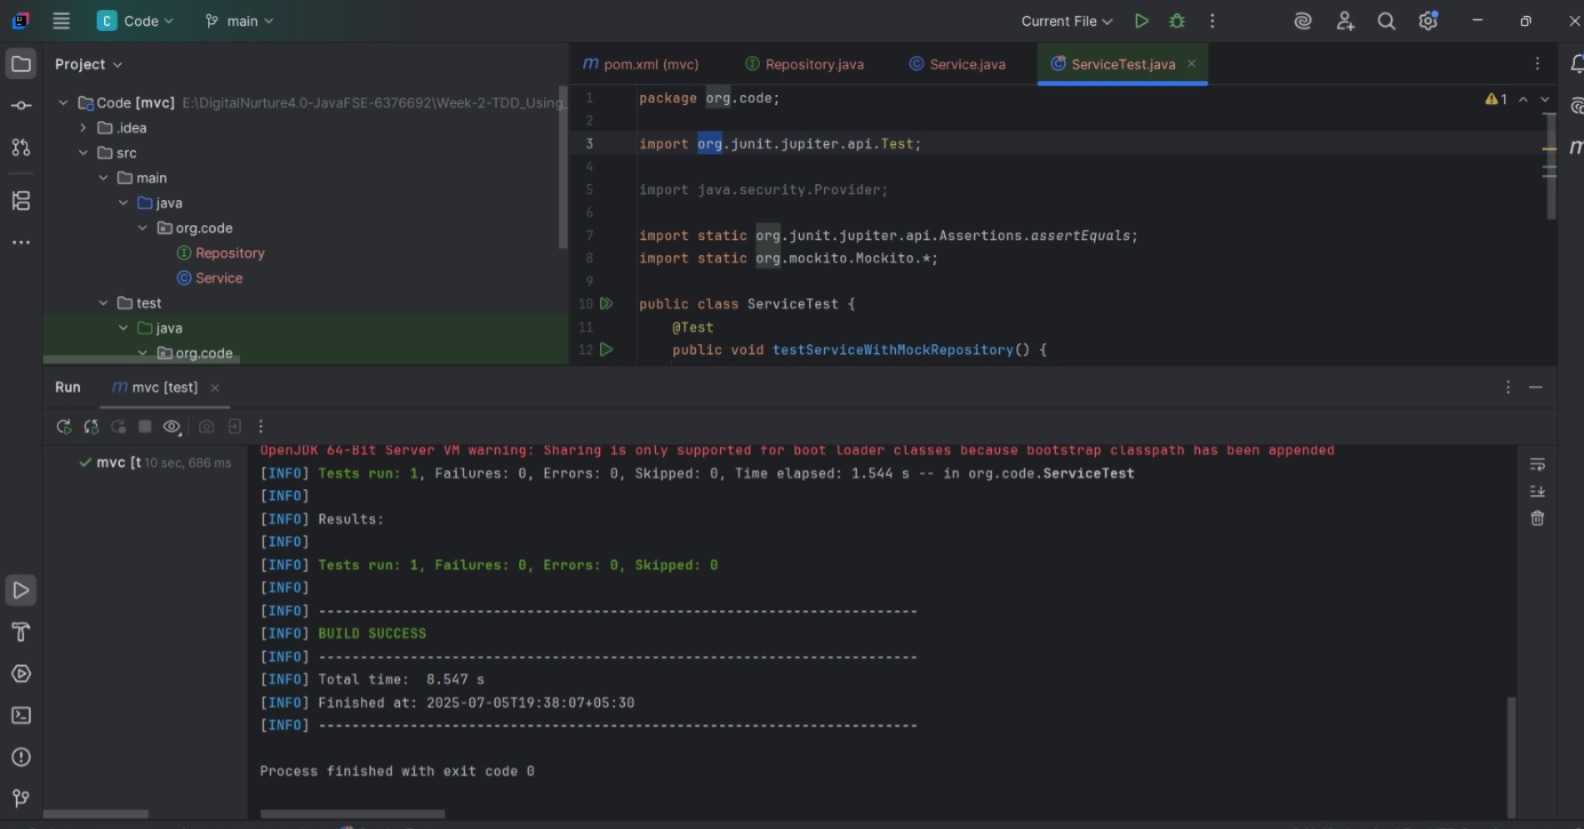 C Code main Current File
Project
pom.xml (mvc) Repository.java Service.java ServiceTest.java
Code [mvc] E:\DigitalNurture4.0-JavaFSE-6376692\Week-2-TDD_Using_
.idea
src
main
java
org.code
Repository
Service
test
java
org.code
1 package org.code;
2
3 import org.junit.jupiter.api.Test;
4
5 import java.security.Provider;
6
7 import static org.junit.jupiter.api.Assertions.assertEquals;
8 import static org.mockito.Mockito.*;
9
10 public class ServiceTest {
11 @Test
12 public void testServiceWithMockRepository() {
1
Run mvc [test]
mvc [t 10 sec, 686 ms
OpenJDK 64-Bit Server VM warning: Sharing is only supported for boot loader classes because bootstrap classpath has been appended
[INFO] Tests run: 1, Failures: 0, Errors: 0, Skipped: 0, Time elapsed: 1.544 s -- in org.code.ServiceTest
[INFO]
[INFO] Results:
[INFO]
[INFO] Tests run: 1, Failures: 0, Errors: 0, Skipped: 0
[INFO]
[INFO] ------------------------------------------------------------------------
[INFO] BUILD SUCCESS
[INFO] ------------------------------------------------------------------------
[INFO] Total time:  8.547 s
[INFO] Finished at: 2025-07-05T19:38:07+05:30
[INFO] ------------------------------------------------------------------------
Process finished with exit code 0